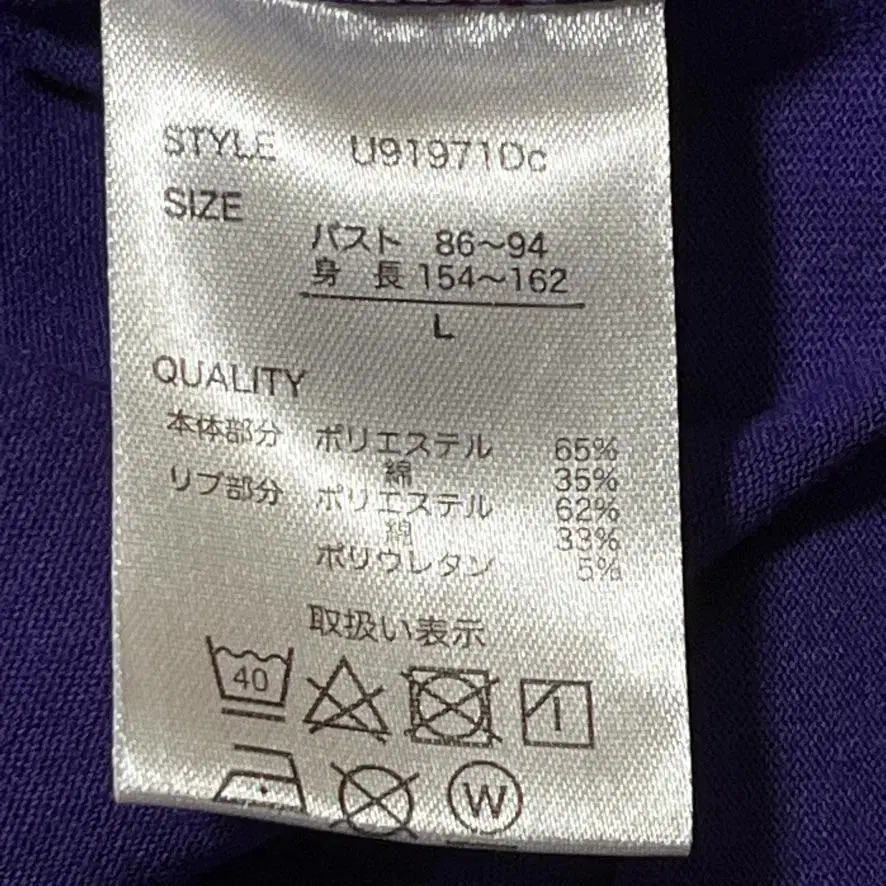 STYLE U91971Dc
SIZE
バスト 86～94
身 長 154～162
L
QUALITY
本体部分 ポリエステル 65%
綿 35%
リブ部分 ポリエステル 62%
綿 33%
ポリウレタン 5%
取扱い表示
40
W